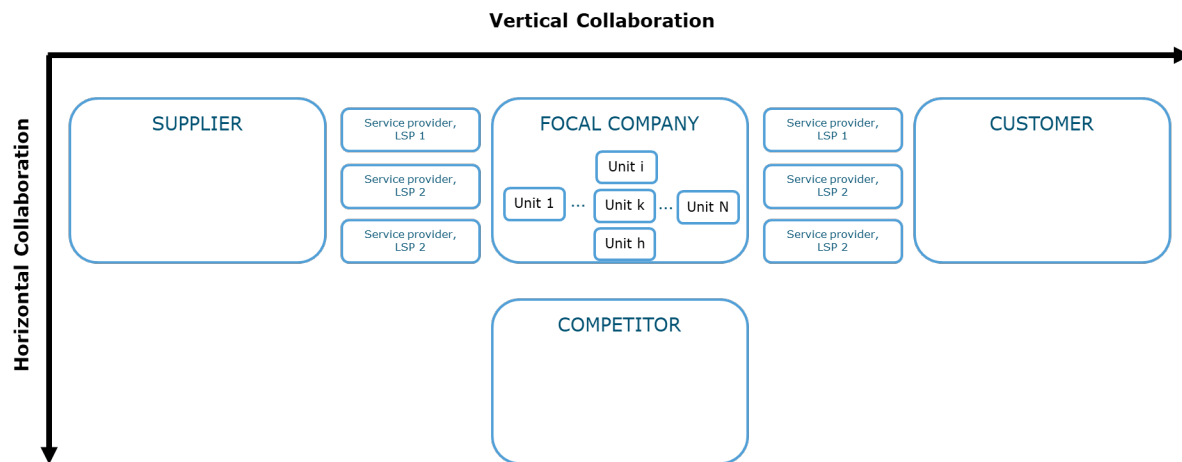 Vertical Collaboration
Horizontal Collaboration
SUPPLIER
Service provider,
LSP 1
Service provider,
LSP 2
Service provider,
LSP 2
FOCAL COMPANY
Unit i
Unit 1 ... Unit k ... Unit N
Unit h
Service provider,
LSP 1
Service provider,
LSP 2
Service provider,
LSP 2
CUSTOMER
COMPETITOR